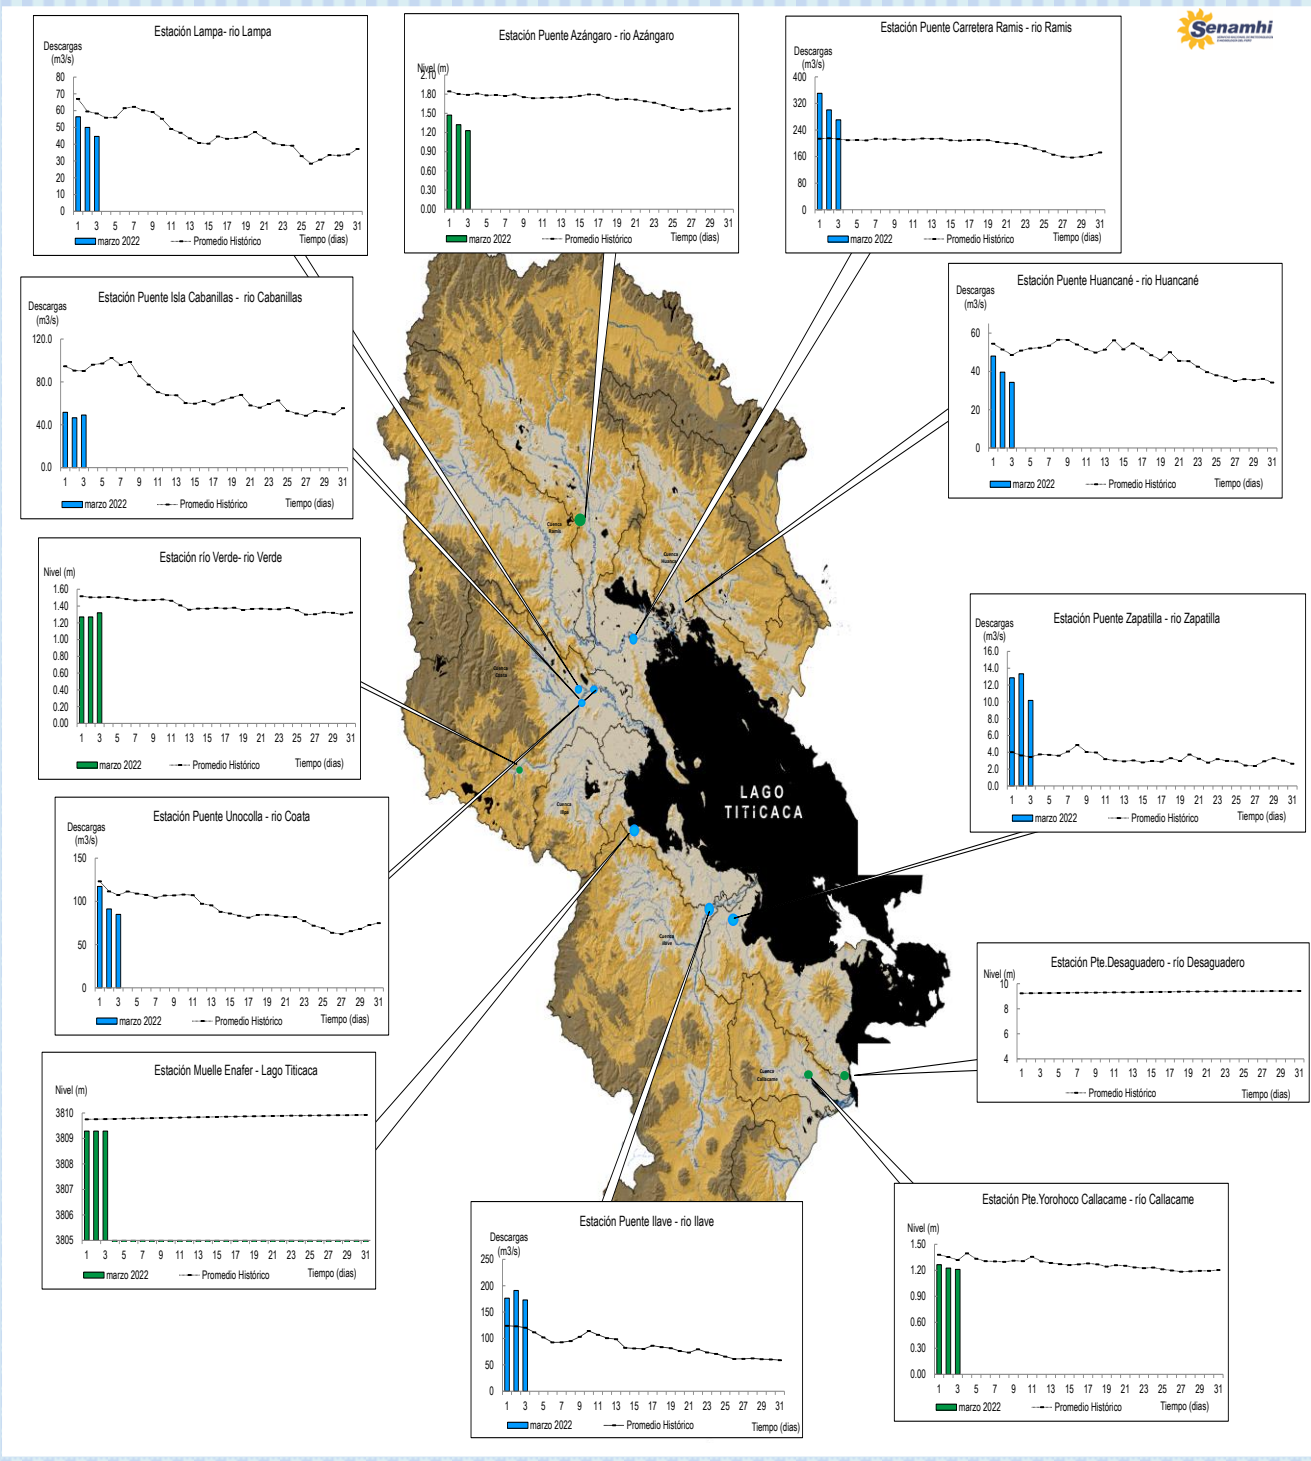 Senamhi
Estación Lampa- rio Lampa
Descargas
(m3/s)
80
70
60
50
40
30
20
10
0
1 3 5 7 9 11 13 15 17 19 21 23 25 27 29 31
marzo 2022 Promedio Histórico Tiempo (dias)
Estación Puente Azángaro - rio Azángaro
Nivel (m)
2.10
1.80
1.50
1.20
0.90
0.60
0.30
0.00
1 3 5 7 9 11 13 15 17 19 21 23 25 27 29 31
marzo 2022 Promedio Histórico Tiempo (dias)
Estación Puente Carretera Ramis - rio Ramis
Descargas
(m3/s)
400
320
240
160
80
0
1 3 5 7 9 11 13 15 17 19 21 23 25 27 29 31
marzo 2022 Promedio Histórico Tiempo (dias)
Estación Puente Isla Cabanillas - rio Cabanillas
Descargas
(m3/s)
120.0
80.0
40.0
0.0
1 3 5 7 9 11 13 15 17 19 21 23 25 27 29 31
marzo 2022 Promedio Histórico Tiempo (dias)
Estación Puente Huancané - rio Huancané
Descargas
(m3/s)
60
40
20
0
1 3 5 7 9 11 13 15 17 19 21 23 25 27 29 31
marzo 2022 Promedio Histórico Tiempo (dias)
Estación río Verde- rio Verde
Nivel (m)
1.60
1.40
1.20
1.00
0.80
0.60
0.40
0.20
0.00
1 3 5 7 9 11 13 15 17 19 21 23 25 27 29 31
marzo 2022 Promedio Histórico Tiempo (dias)
Estación Puente Zapatilla - rio Zapatilla
Descargas
(m3/s)
16.0
14.0
12.0
10.0
8.0
6.0
4.0
2.0
0.0
1 3 5 7 9 11 13 15 17 19 21 23 25 27 29 31
marzo 2022 Promedio Histórico Tiempo (dias)
Estación Puente Unocolla - rio Coata
Descargas
(m3/s)
150
100
50
0
1 3 5 7 9 11 13 15 17 19 21 23 25 27 29 31
marzo 2022 Promedio Histórico Tiempo (dias)
Estación Pte.Desaguadero - río Desaguadero
Nivel (m)
10
8
6
4
1 3 5 7 9 11 13 15 17 19 21 23 25 27 29 31
Promedio Histórico Tiempo (dias)
Estación Muelle Enafer - Lago Titicaca
Nivel (m)
3810
3809
3808
3807
3806
3805
1 3 5 7 9 11 13 15 17 19 21 23 25 27 29 31
marzo 2022 Promedio Histórico Tiempo (dias)
Estación Puente Ilave - rio Ilave
Descargas
(m3/s)
250
200
150
100
50
0
1 3 5 7 9 11 13 15 17 19 21 23 25 27 29 31
marzo 2022 Promedio Histórico Tiempo (dias)
Estación Pte.Yorohoco Callacame - río Callacame
Nivel (m)
1.50
1.20
0.90
0.60
0.30
0.00
1 3 5 7 9 11 13 15 17 19 21 23 25 27 29 31
marzo 2022 Promedio Histórico Tiempo (dias)
Cuenca
Ramis
Cuenca
Cuenca
Coata
LAGO
TITiCACA
Cuenca
Cuenca
Cuenca
Callacame